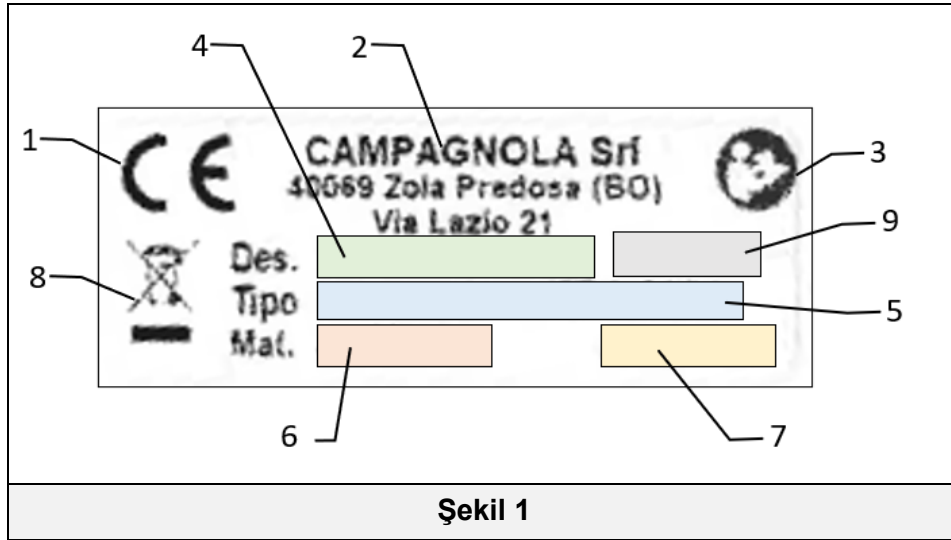 4
2
1
CE
CAMPAGNOLA Srl
3
40069 Zola Predosa (BO)
Via Lazio 21
9
8
Des.
Tipo
5
Mat.
6
7
Şekil 1